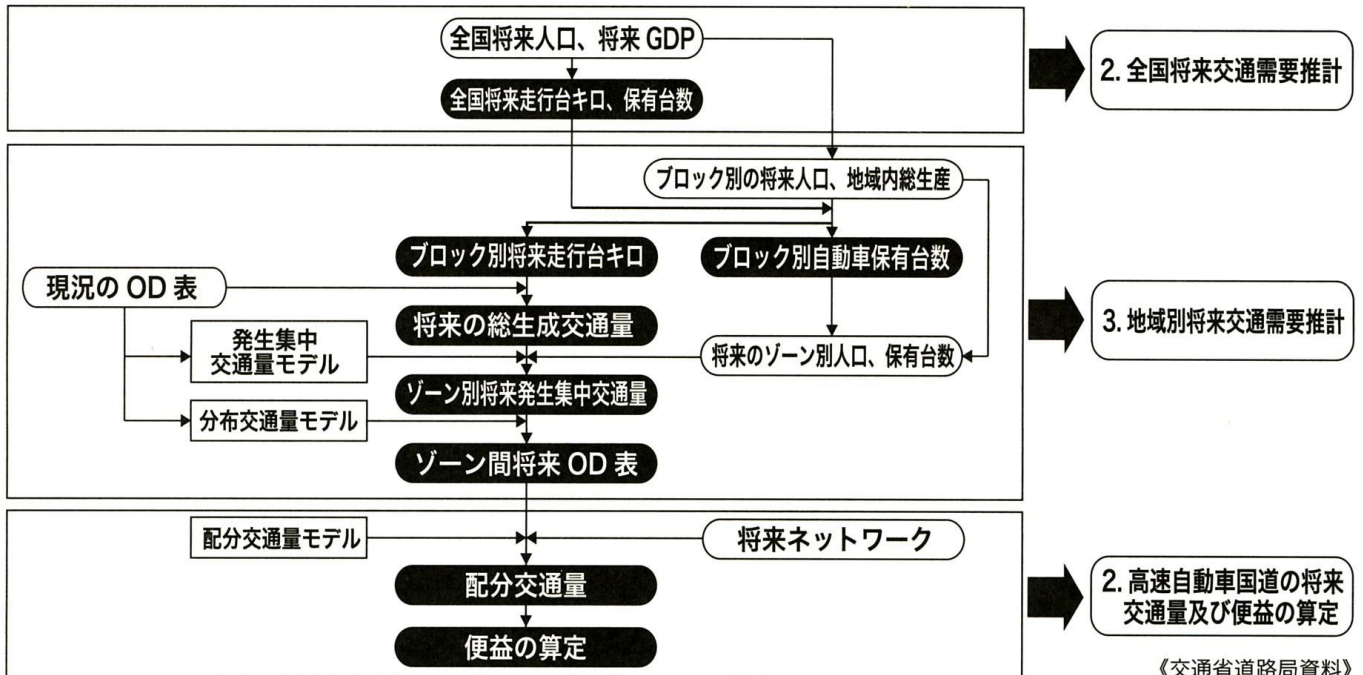 全国将来人口、将来 GDP
全国将来走行台キロ、保有台数
2. 全国将来交通需要推計
ブロック別の将来人口、地域内総生産
ブロック別将来走行台キロ
ブロック別自動車保有台数
現況の OD 表
将来の総生成交通量
発生集中
交通量モデル
将来のゾーン別人口、保有台数
3. 地域別将来交通需要推計
ゾーン別将来発生集中交通量
分布交通量モデル
ゾーン間将来 OD 表
配分交通量モデル
将来ネットワーク
配分交通量
便益の算定
2. 高速自動車国道の将来
交通量及び便益の算定
《交通省道路局資料》